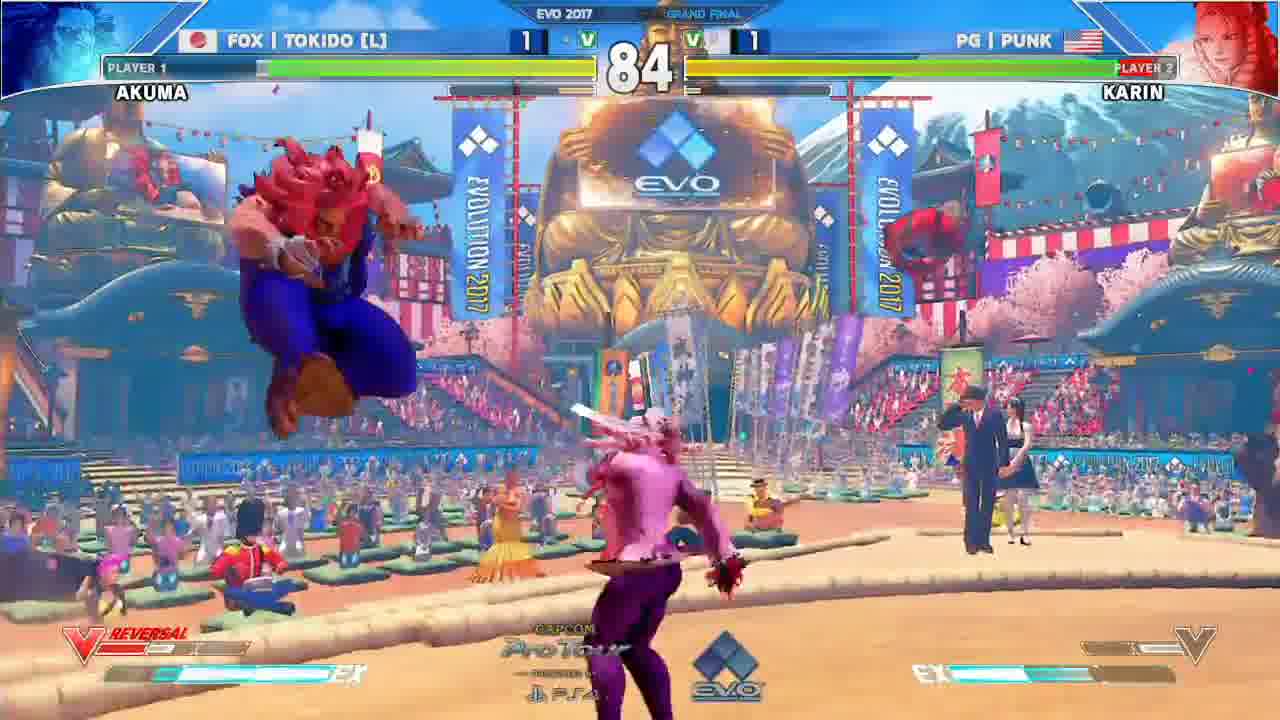 EVO 2017
GRAND FINAL
FOX | TOKIDO [L]
1
V
84
V
1
PG | PUNK
PLAYER 1
PLAYER 2
AKUMA
KARIN
EVO
EVOLUTION 2017
EVOLUTION 2017
REVERSAL
EX
EX
CAPCOM
Pro Tour
PS4
EVO